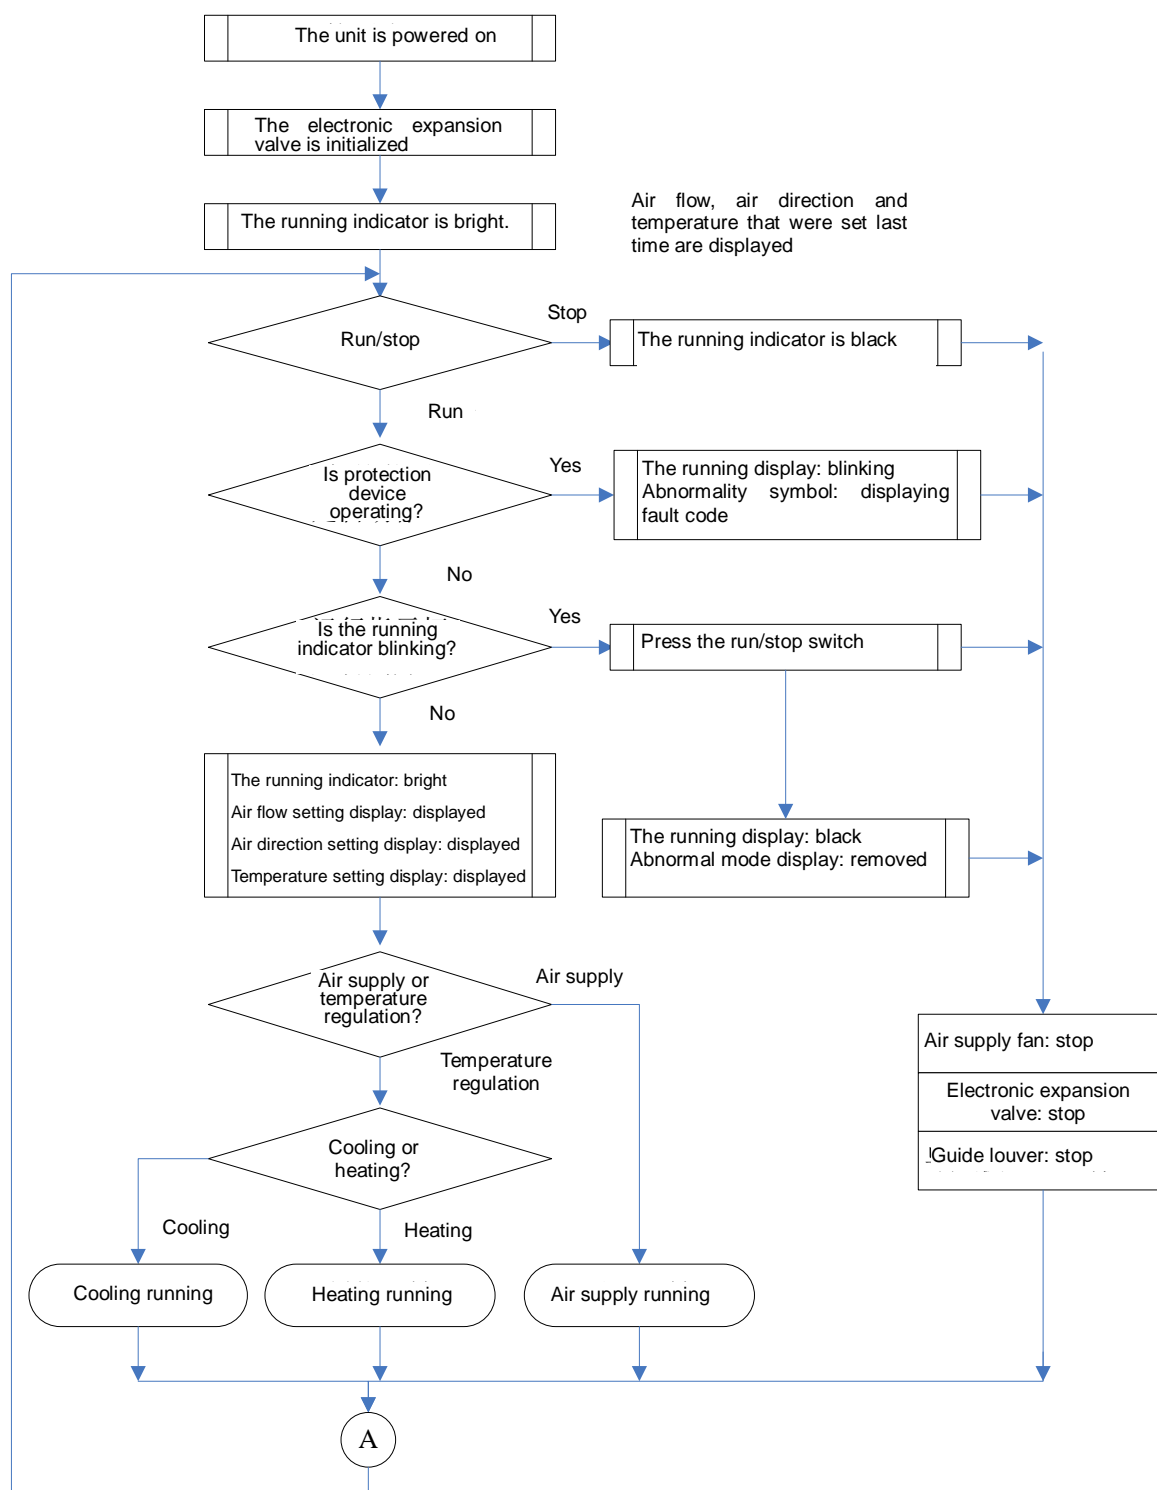 The unit is powered on
The electronic expansion
valve is initialized
The running indicator is bright.
Air flow, air direction and
temperature that were set last
time are displayed
Stop
Run/stop
The running indicator is black
Run
Is protection
device
operating?
Yes
The running display: blinking
Abnormality symbol: displaying
fault code
No
Is the running
indicator blinking?
Yes
Press the run/stop switch
No
The running indicator: bright
Air flow setting display: displayed
Air direction setting display: displayed
Temperature setting display: displayed
The running display: black
Abnormal mode display: removed
Air supply or
temperature
regulation?
Air supply
Temperature
regulation
Air supply fan: stop
Electronic expansion
valve: stop
Guide louver: stop
Cooling or
heating?
Cooling
Heating
Cooling running
Heating running
Air supply running
A